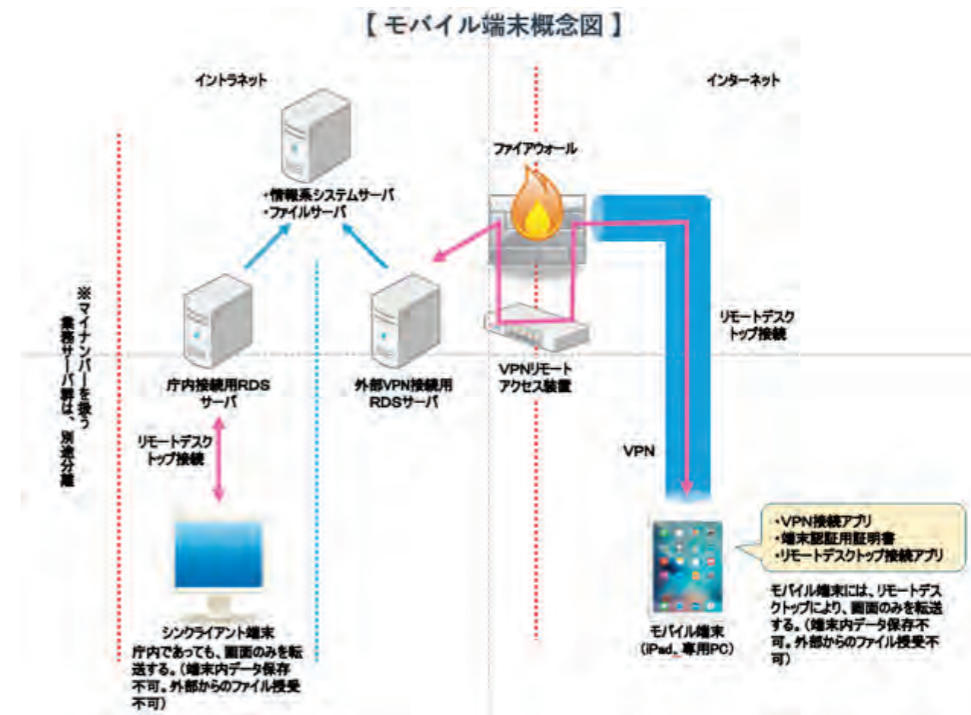 【 モバイル端末概念図 】
イントラネット
インターネット
ファイアウォール
・情報系システムサーバ
・ファイルサーバ
※マイナンバーを扱う
業務サーバ群は、別途分離
リモートデスク
トップ接続
庁内接続用RDS
サーバ
外部VPN接続用
RDSサーバ
VPNリモート
アクセス装置
リモートデスク
トップ接続
VPN
・VPN接続アプリ
・端末認証用証明書
・リモートデスクトップ接続アプリ
シンクライアント端末
庁内であっても、画面のみを転
送する。（端末内データ保存
不可。外部からのファイル授受
不可）
モバイル端末
（iPad、専用PC）
モバイル端末には、リモートデス
クトップにより、画面のみを転送
する。（端末内データ保存不
可。外部からのファイル授受不
可）